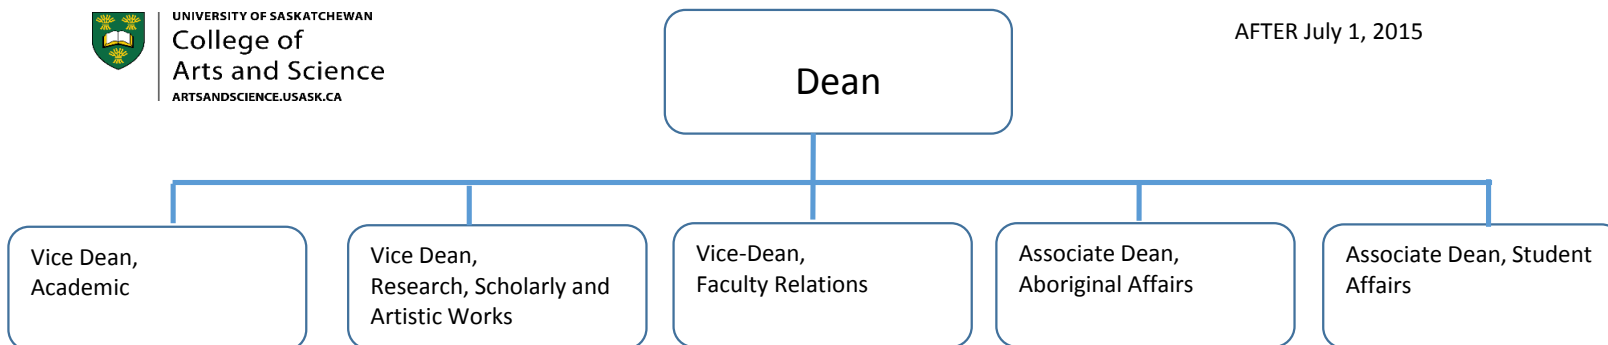 UNIVERSITY OF SASKATCHEWAN
College of
Arts and Science
ARTSANDSCIENCE.USASK.CA
Dean
AFTER July 1, 2015
Vice Dean,
Academic
Vice Dean,
Research, Scholarly and
Artistic Works
Vice-Dean,
Faculty Relations
Associate Dean,
Aboriginal Affairs
Associate Dean, Student
Affairs